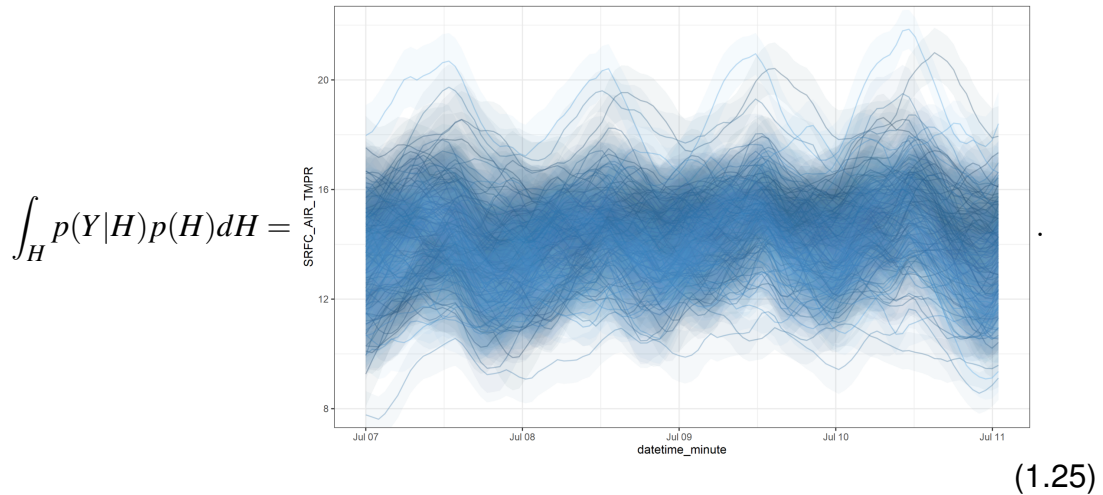 ∫_H p(Y|H)p(H)dH =
SRFC_AIR_TMPR
20
16
12
8
Jul 07 Jul 08 Jul 09 Jul 10 Jul 11
datetime_minute
.
(1.25)